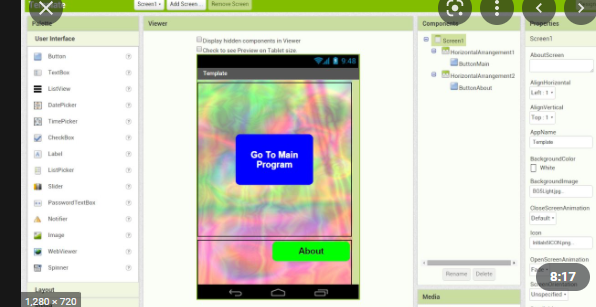 Template
Screen1
Add Screen...
Remove Screen
Palette
Viewer
Components
Properties
User Interface
Button
TextBox
ListView
DatePicker
TimePicker
CheckBox
Label
ListPicker
Slider
PasswordTextBox
Notifier
Image
WebViewer
Spinner
Layout
Display hidden components in Viewer
Check to see Preview on Tablet size.
9:48
Template
Go To Main
Program
About
Screen1
HorizontalArrangement1
ButtonMain
HorizontalArrangement2
ButtonAbout
Rename
Delete
Media
Screen1
AboutScreen
AlignHorizontal
Left : 1
AlignVertical
Top : 1
AppName
Template
BackgroundColor
White
BackgroundImage
CloseScreenAnimation
Default
Icon
OpenScreenAnimation
Fade
ScreenOrientation
Unspecified
8:17
1,280 × 720